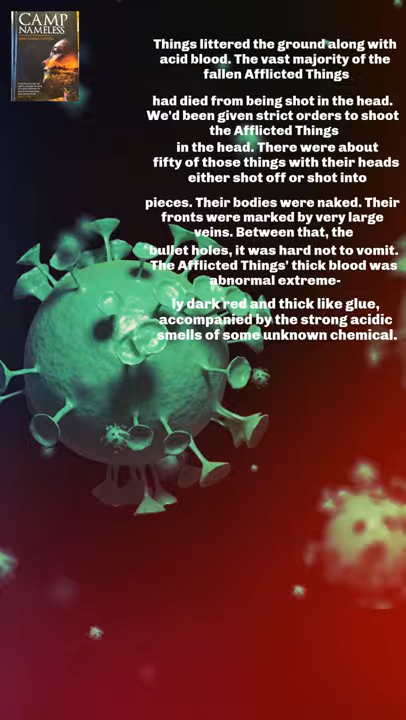 CAMP
NAMELESS
Things littered the ground along with
acid blood. The vast majority of the
fallen Afflicted Things
had died from being shot in the head.
We'd been given strict orders to shoot
the Afflicted Things
in the head. There were about
fifty of those things with their heads
either shot off or shot into
pieces. Their bodies were naked. Their
fronts were marked by very large
veins. Between that, the
bullet holes, it was hard not to vomit.
The Afflicted Things' thick blood was
abnormal extreme-
ly dark red and thick like glue,
accompanied by the strong acidic
smells of some unknown chemical.